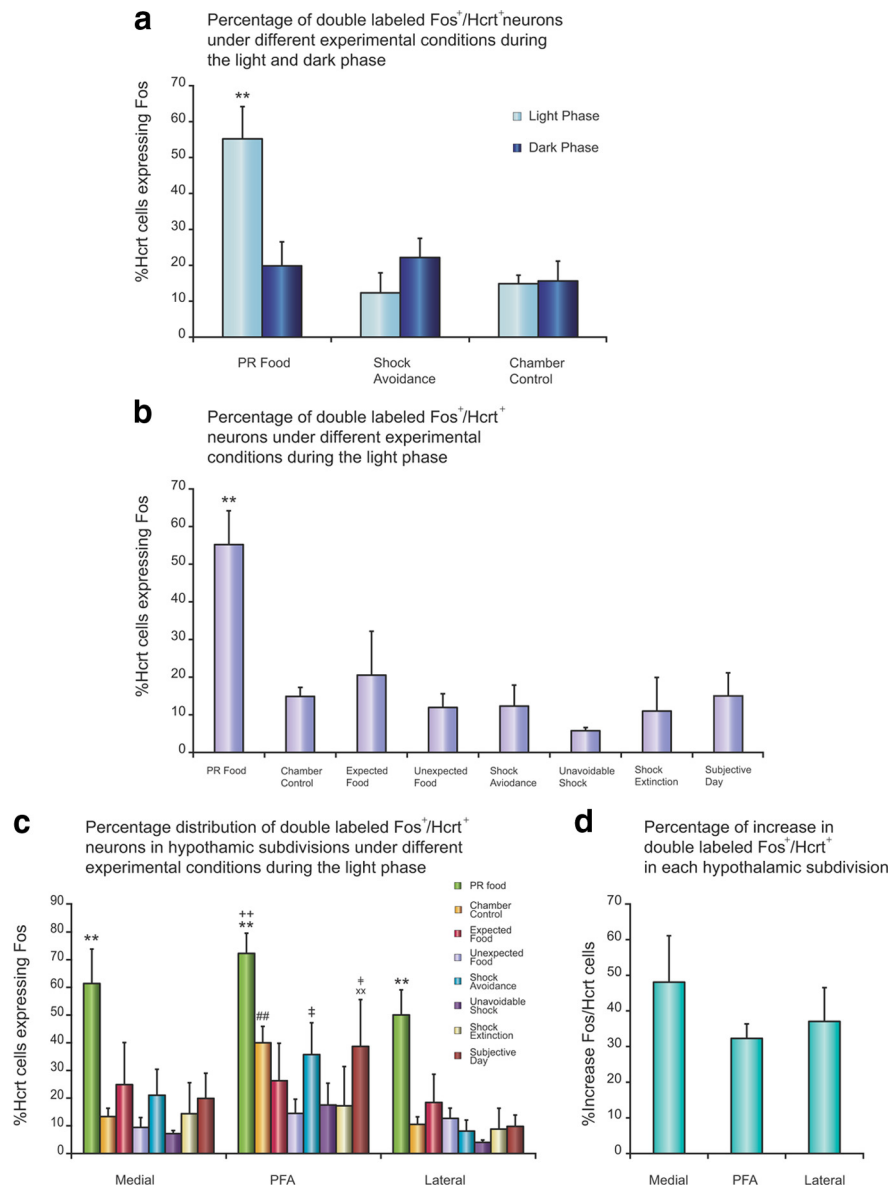 a
Percentage of double labeled Fos⁺/Hcrt⁺neurons
under different experimental conditions during
the light and dark phase
%Hcrt cells expressing Fos
70
60
50
40
30
20
10
0
**
Light Phase
Dark Phase
PR Food
Shock
Avoidance
Chamber
Control
b
Percentage of double labeled Fos⁺/Hcrt⁺
neurons under different experimental
conditions during the light phase
%Hcrt cells expressing Fos
70
60
50
40
30
20
10
0
**
PR Food
Chamber
Control
Expected
Food
Unexpected
Food
Shock
Aviodance
Unavoidable
Shock
Shock
Extinction
Subjective
Day
c
Percentage distribution of double labeled Fos⁺/Hcrt⁺
neurons in hypothamic subdivisions under different
experimental conditions during the light phase
%Hcrt cells expressing Fos
90
80
70
60
50
40
30
20
10
0
**
++
**
##
‡
ǂ
xx
**
PR food
Chamber
Control
Expected
Food
Unexpected
Food
Shock
Avoidance
Unavoidable
Shock
Shock
Extinction
Subjective
Day
Medial
PFA
Lateral
d
Percentage of increase in
double labeled Fos⁺/Hcrt⁺
in each hypothalamic subdivision
%Increase Fos/Hcrt cells
70
60
50
40
30
20
10
0
Medial
PFA
Lateral